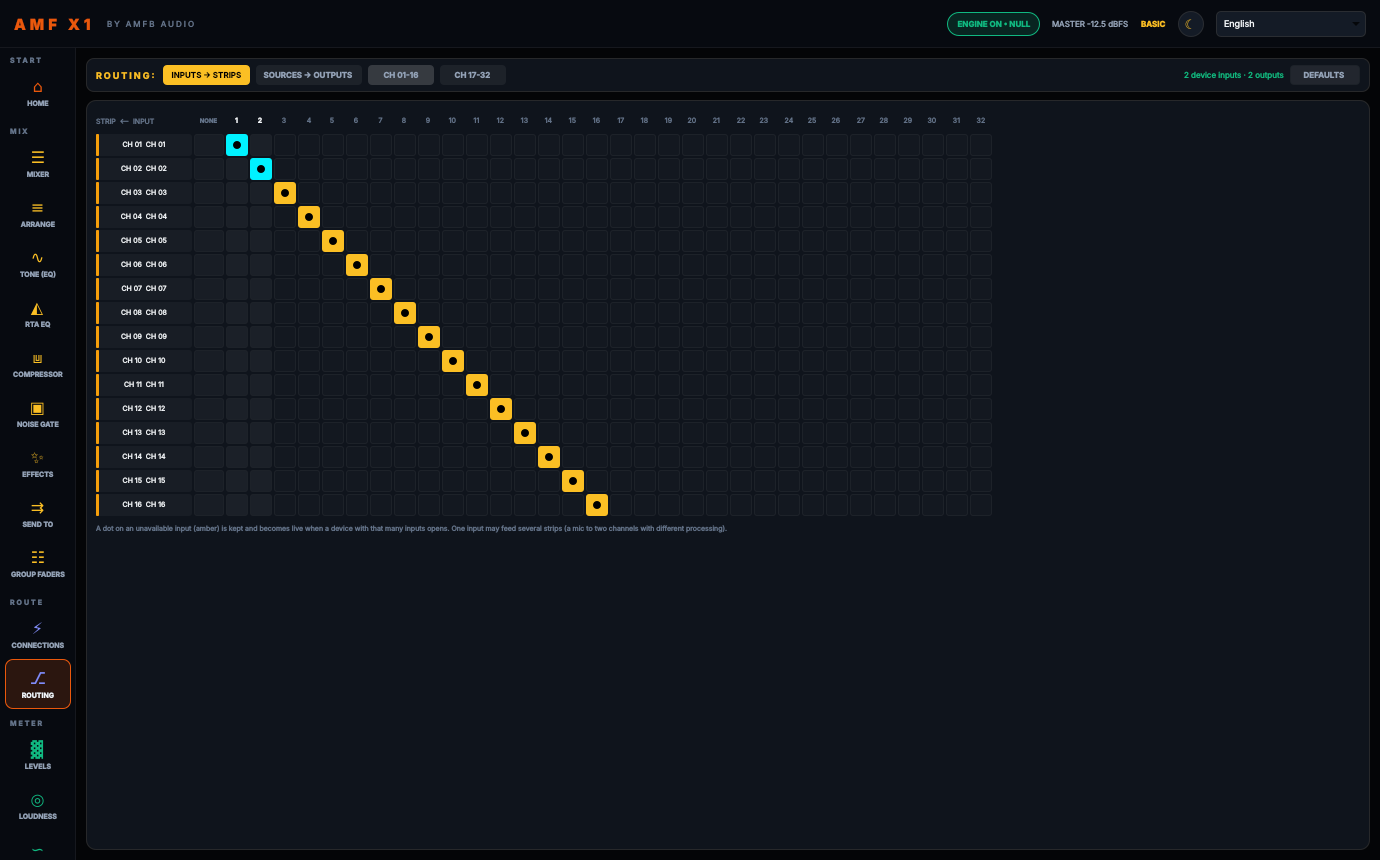 AMF X1 BY AMFB AUDIO
ENGINE ON • NULL MASTER -12.5 dBFS BASIC English
START
HOME
MIX
MIXER
ARRANGE
TONE (EQ)
RTA EQ
COMPRESSOR
NOISE GATE
EFFECTS
SEND TO
GROUP FADERS
ROUTE
CONNECTIONS
ROUTING
METER
LEVELS
LOUDNESS
ROUTING: INPUTS → STRIPS SOURCES → OUTPUTS CH 01-16 CH 17-32
2 device inputs · 2 outputs DEFAULTS
STRIP ← INPUT NONE 1 2 3 4 5 6 7 8 9 10 11 12 13 14 15 16 17 18 19 20 21 22 23 24 25 26 27 28 29 30 31 32
CH 01 CH 01
CH 02 CH 02
CH 03 CH 03
CH 04 CH 04
CH 05 CH 05
CH 06 CH 06
CH 07 CH 07
CH 08 CH 08
CH 09 CH 09
CH 10 CH 10
CH 11 CH 11
CH 12 CH 12
CH 13 CH 13
CH 14 CH 14
CH 15 CH 15
CH 16 CH 16
A dot on an unavailable input (amber) is kept and becomes live when a device with that many inputs opens. One input may feed several strips (a mic to two channels with different processing).